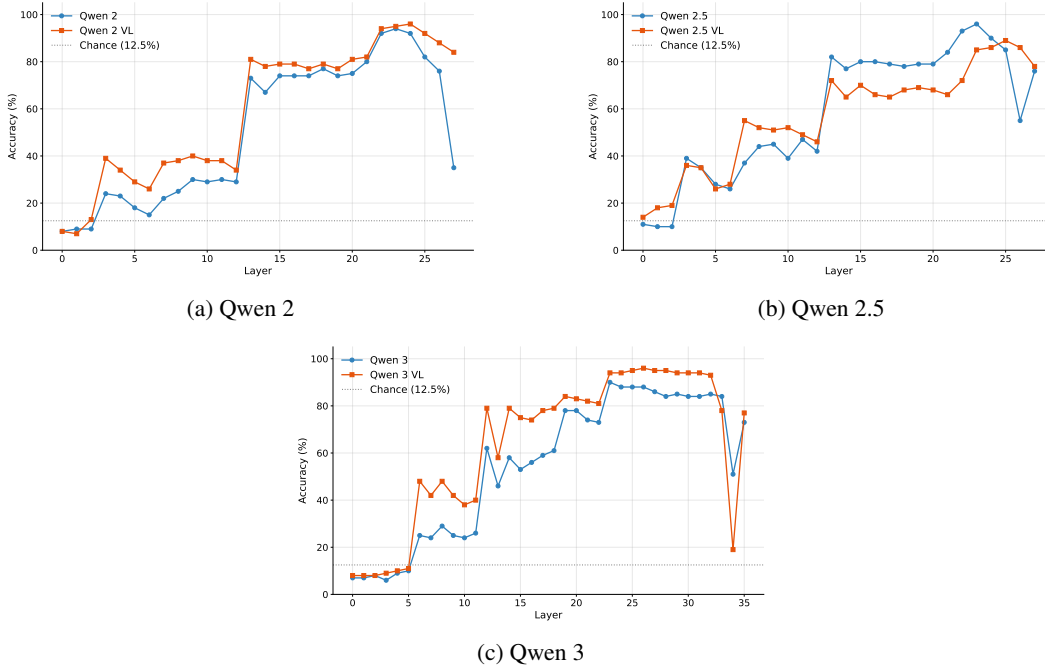 Qwen 2
Qwen 2 VL
Chance (12.5%)
100
80
60
40
20
0
Accuracy (%)
0 5 10 15 20 25
Layer
(a) Qwen 2
Qwen 2.5
Qwen 2.5 VL
Chance (12.5%)
100
80
60
40
20
0
Accuracy (%)
0 5 10 15 20 25
Layer
(b) Qwen 2.5
Qwen 3
Qwen 3 VL
Chance (12.5%)
100
80
60
40
20
0
Accuracy (%)
0 5 10 15 20 25 30 35
Layer
(c) Qwen 3